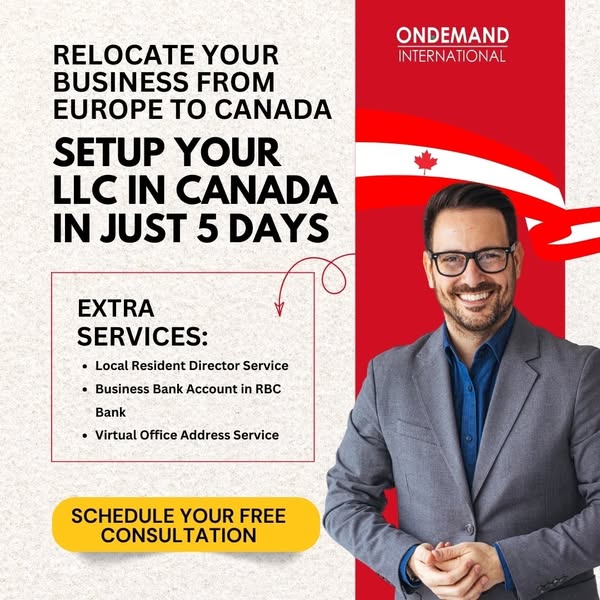 ONDEMAND
INTERNATIONAL
RELOCATE YOUR
BUSINESS FROM
EUROPE TO CANADA
SETUP YOUR
LLC IN CANADA
IN JUST 5 DAYS
EXTRA
SERVICES:
• Local Resident Director Service
• Business Bank Account in RBC
Bank
• Virtual Office Address Service
SCHEDULE YOUR FREE
CONSULTATION